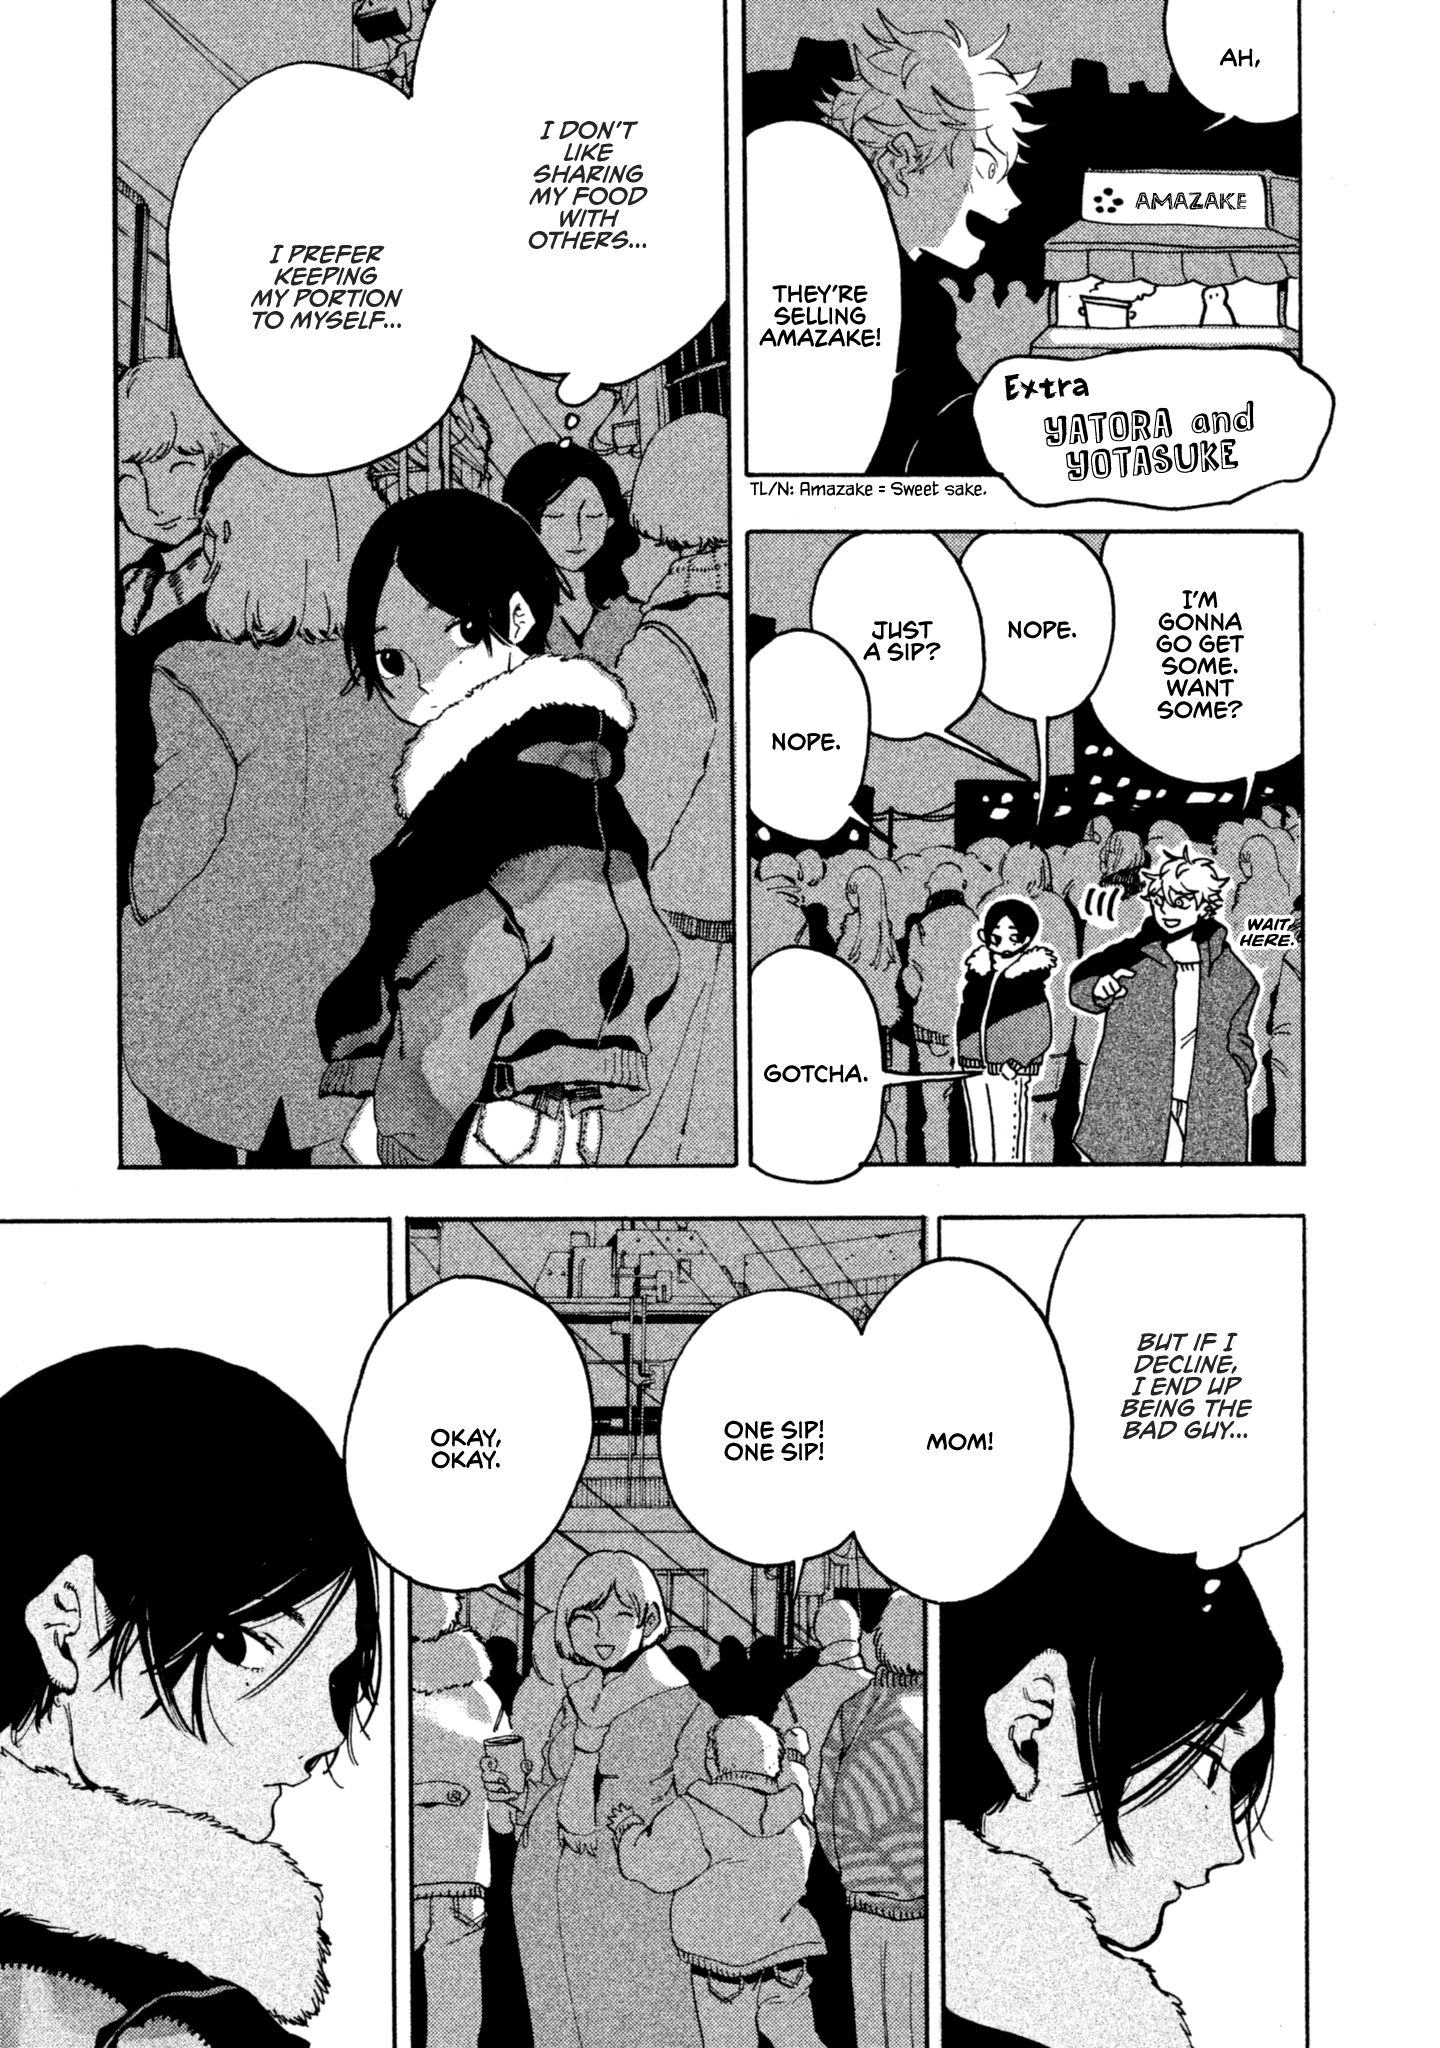 AH,
AMAZAKE
THEY'RE
SELLING
AMAZAKE!
Extra
YATORA and
YOTASUKE
TL/N: Amazake = Sweet sake.
I'M
GONNA
GO GET
SOME.
WANT
SOME?
NOPE.
JUST
A SIP?
NOPE.
WAIT
HERE.
GOTCHA.
I DON'T
LIKE
SHARING
MY FOOD
WITH
OTHERS...
I PREFER
KEEPING
MY PORTION
TO MYSELF...
BUT IF I
DECLINE,
I END UP
BEING THE
BAD GUY...
MOM!
ONE SIP!
ONE SIP!
OKAY,
OKAY.